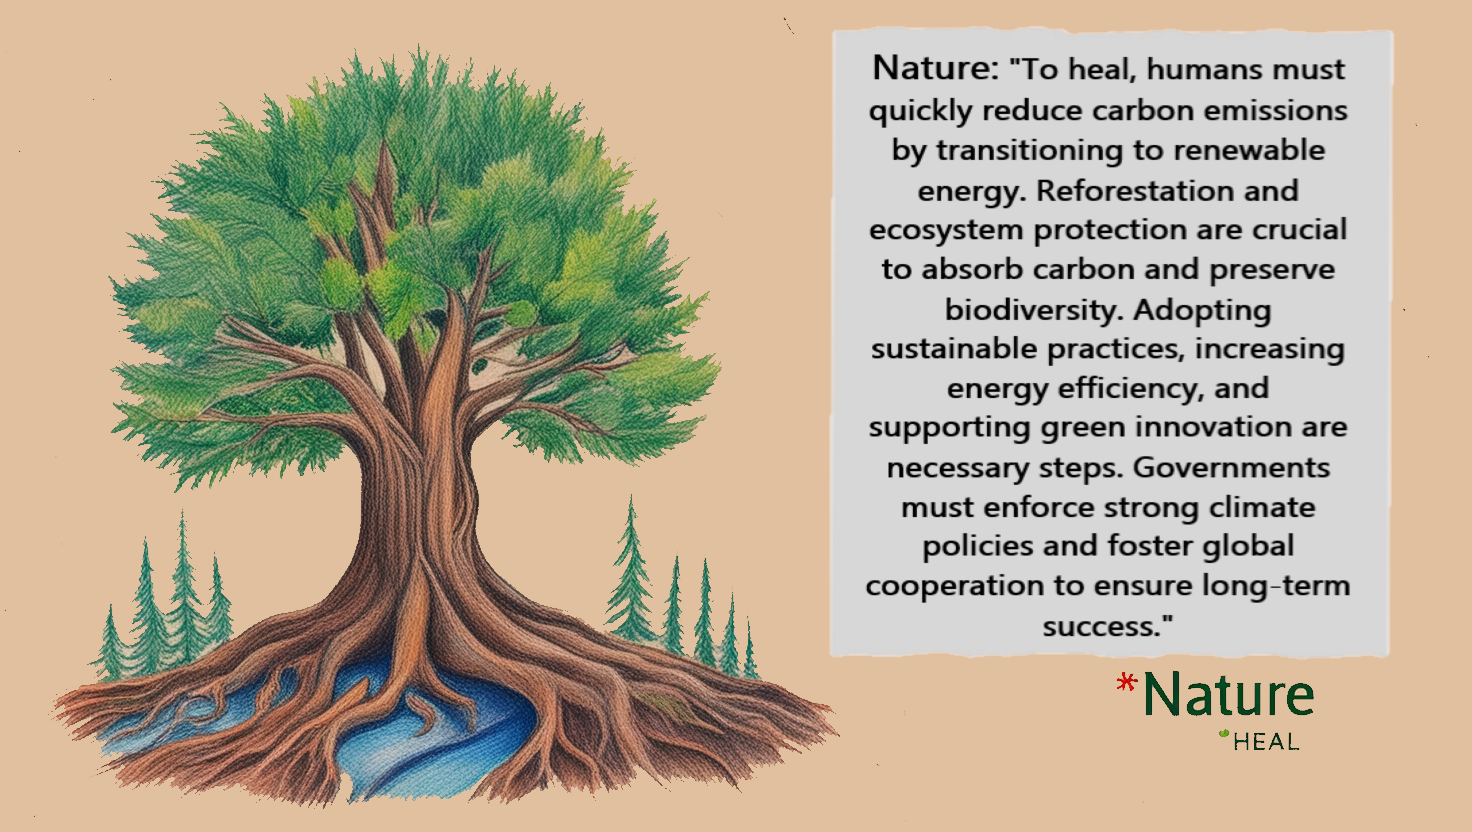 Nature: "To heal, humans must
quickly reduce carbon emissions
by transitioning to renewable
energy. Reforestation and
ecosystem protection are crucial
to absorb carbon and preserve
biodiversity. Adopting
sustainable practices, increasing
energy efficiency, and
supporting green innovation are
necessary steps. Governments
must enforce strong climate
policies and foster global
cooperation to ensure long-term
success."
*Nature
HEAL